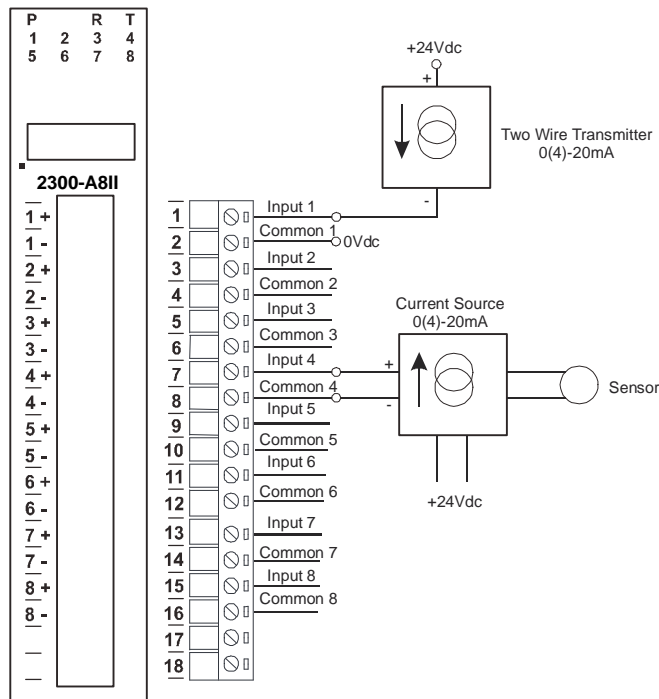 P R T
1 2 3 4
5 6 7 8
2300-A8II
1 +
1 -
2 +
2 -
3 +
3 -
4 +
4 -
5 +
5 -
6 +
6 -
7 +
7 -
8 +
8 -
1 Input 1
2 Common 1
0Vdc
3 Input 2
4 Common 2
5 Input 3
6 Common 3
7 Input 4
8 Common 4
9 Input 5
10 Common 5
11 Input 6
12 Common 6
13 Input 7
14 Common 7
15 Input 8
16 Common 8
17
18
+24Vdc
+
-
Two Wire Transmitter
0(4)-20mA
Current Source
0(4)-20mA
+
-
Sensor
+24Vdc